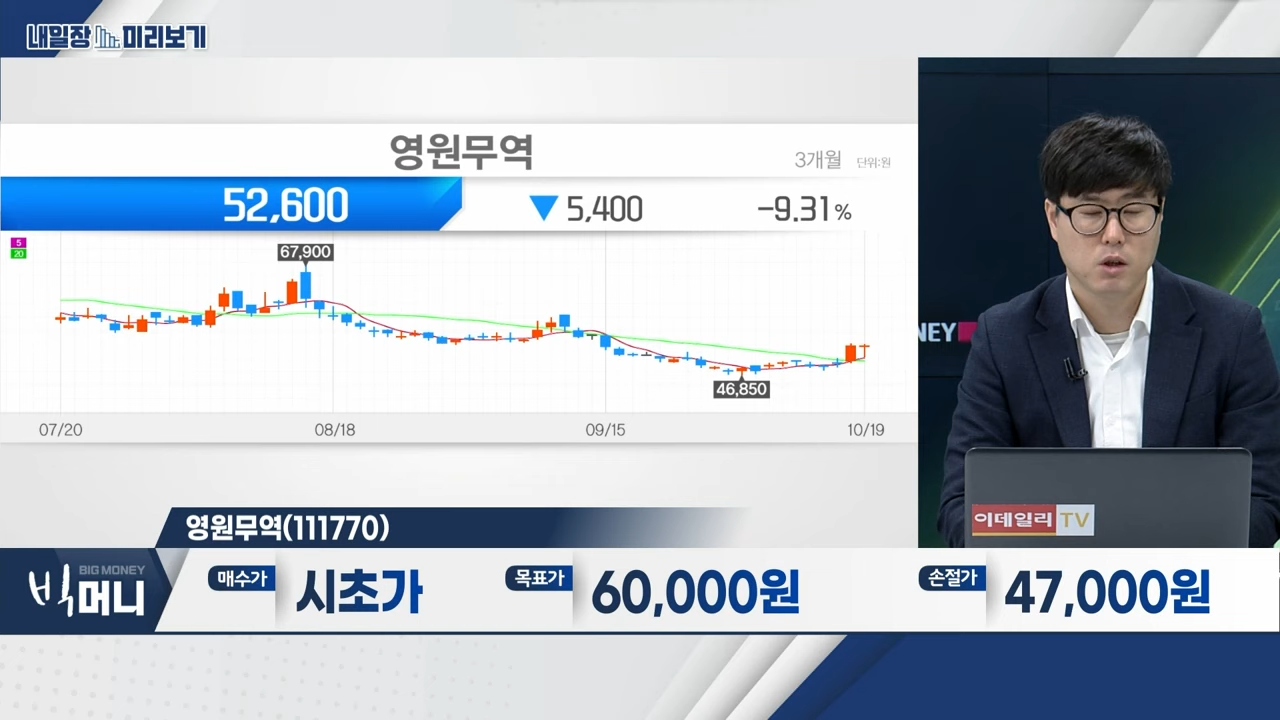 내일장 미리보기
영원무역
3개월 단위:원
52,600 ▼ 5,400 -9.31%
5
20
67,900
46,850
07/20 08/18 09/15 10/19
NEY
이데일리 TV
영원무역(111770)
BIG MONEY
빅머니
매수가 시초가 목표가 60,000원 손절가 47,000원